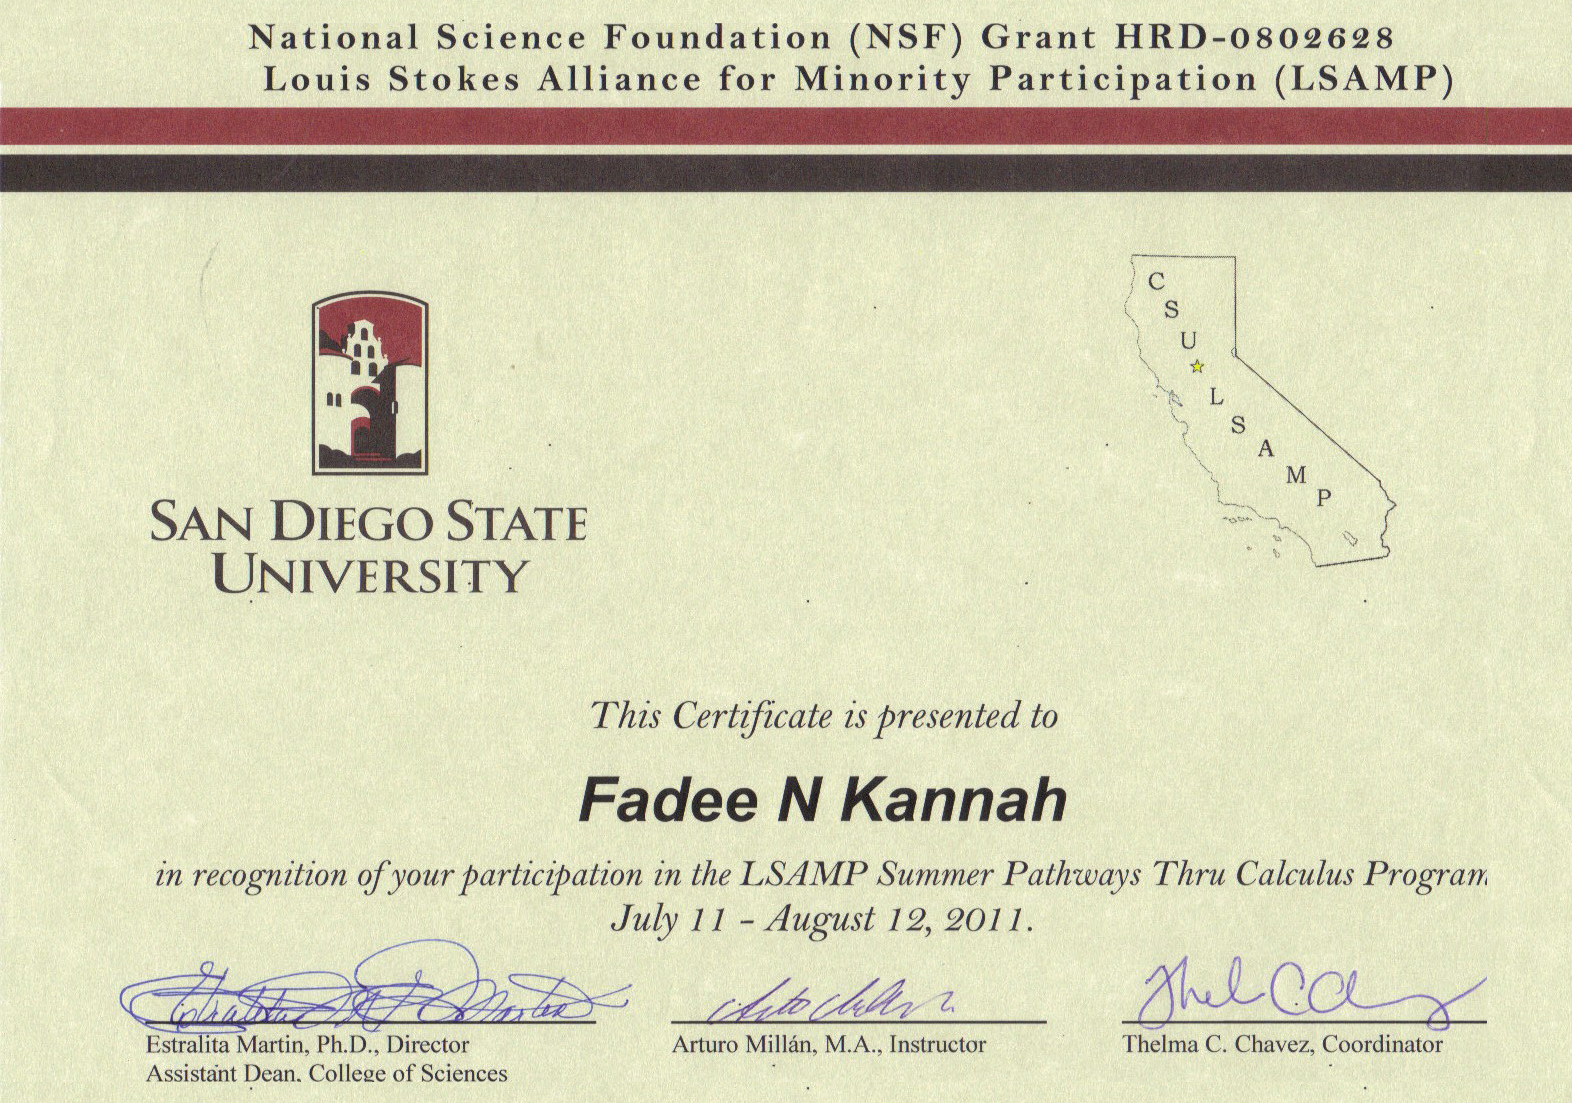 National Science Foundation (NSF) Grant HRD-0802628
Louis Stokes Alliance for Minority Participation (LSAMP)
CSU LSAMP
SAN DIEGO STATE
UNIVERSITY
This Certificate is presented to
Fadee N Kannah
in recognition of your participation in the LSAMP Summer Pathways Thru Calculus Program
July 11 - August 12, 2011.
Estralita Martin, Ph.D., Director
Assistant Dean, College of Sciences
Arturo Millán, M.A., Instructor
Thelma C. Chavez, Coordinator